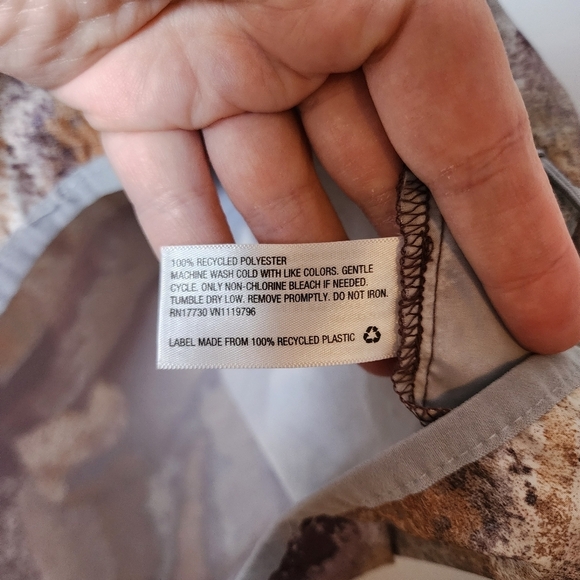 100% RECYCLED POLYESTER
MACHINE WASH COLD WITH LIKE COLORS. GENTLE
CYCLE. ONLY NON-CHLORINE BLEACH IF NEEDED.
TUMBLE DRY LOW. REMOVE PROMPTLY. DO NOT IRON.
RN17730 VN1119796
LABEL MADE FROM 100% RECYCLED PLASTIC